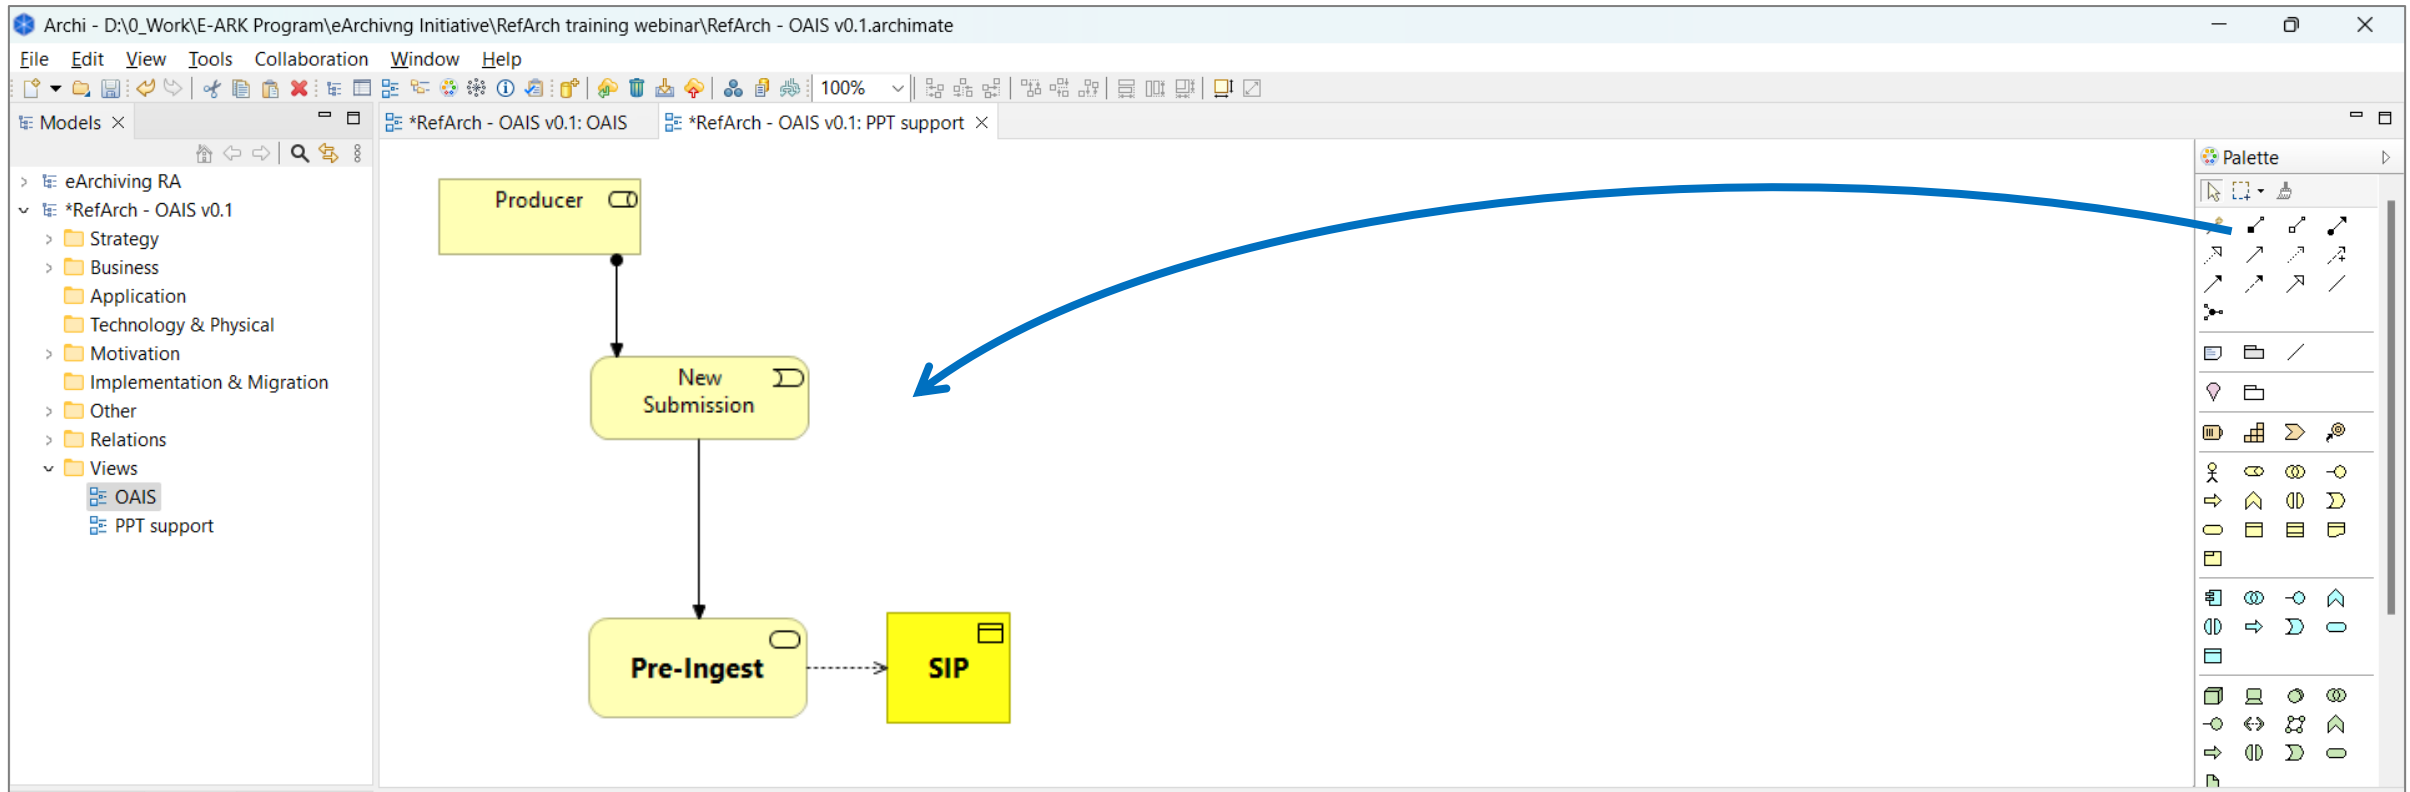 Archi - D:\0_Work\E-ARK Program\eArchivng Initiative\RefArch training webinar\RefArch - OAIS v0.1.archimate
File Edit View Tools Collaboration Window Help
100%
Models
*RefArch - OAIS v0.1: OAIS
*RefArch - OAIS v0.1: PPT support
Palette
eArchiving RA
*RefArch - OAIS v0.1
Strategy
Business
Application
Technology & Physical
Motivation
Implementation & Migration
Other
Relations
Views
OAIS
PPT support
Producer
New
Submission
Pre-Ingest
SIP